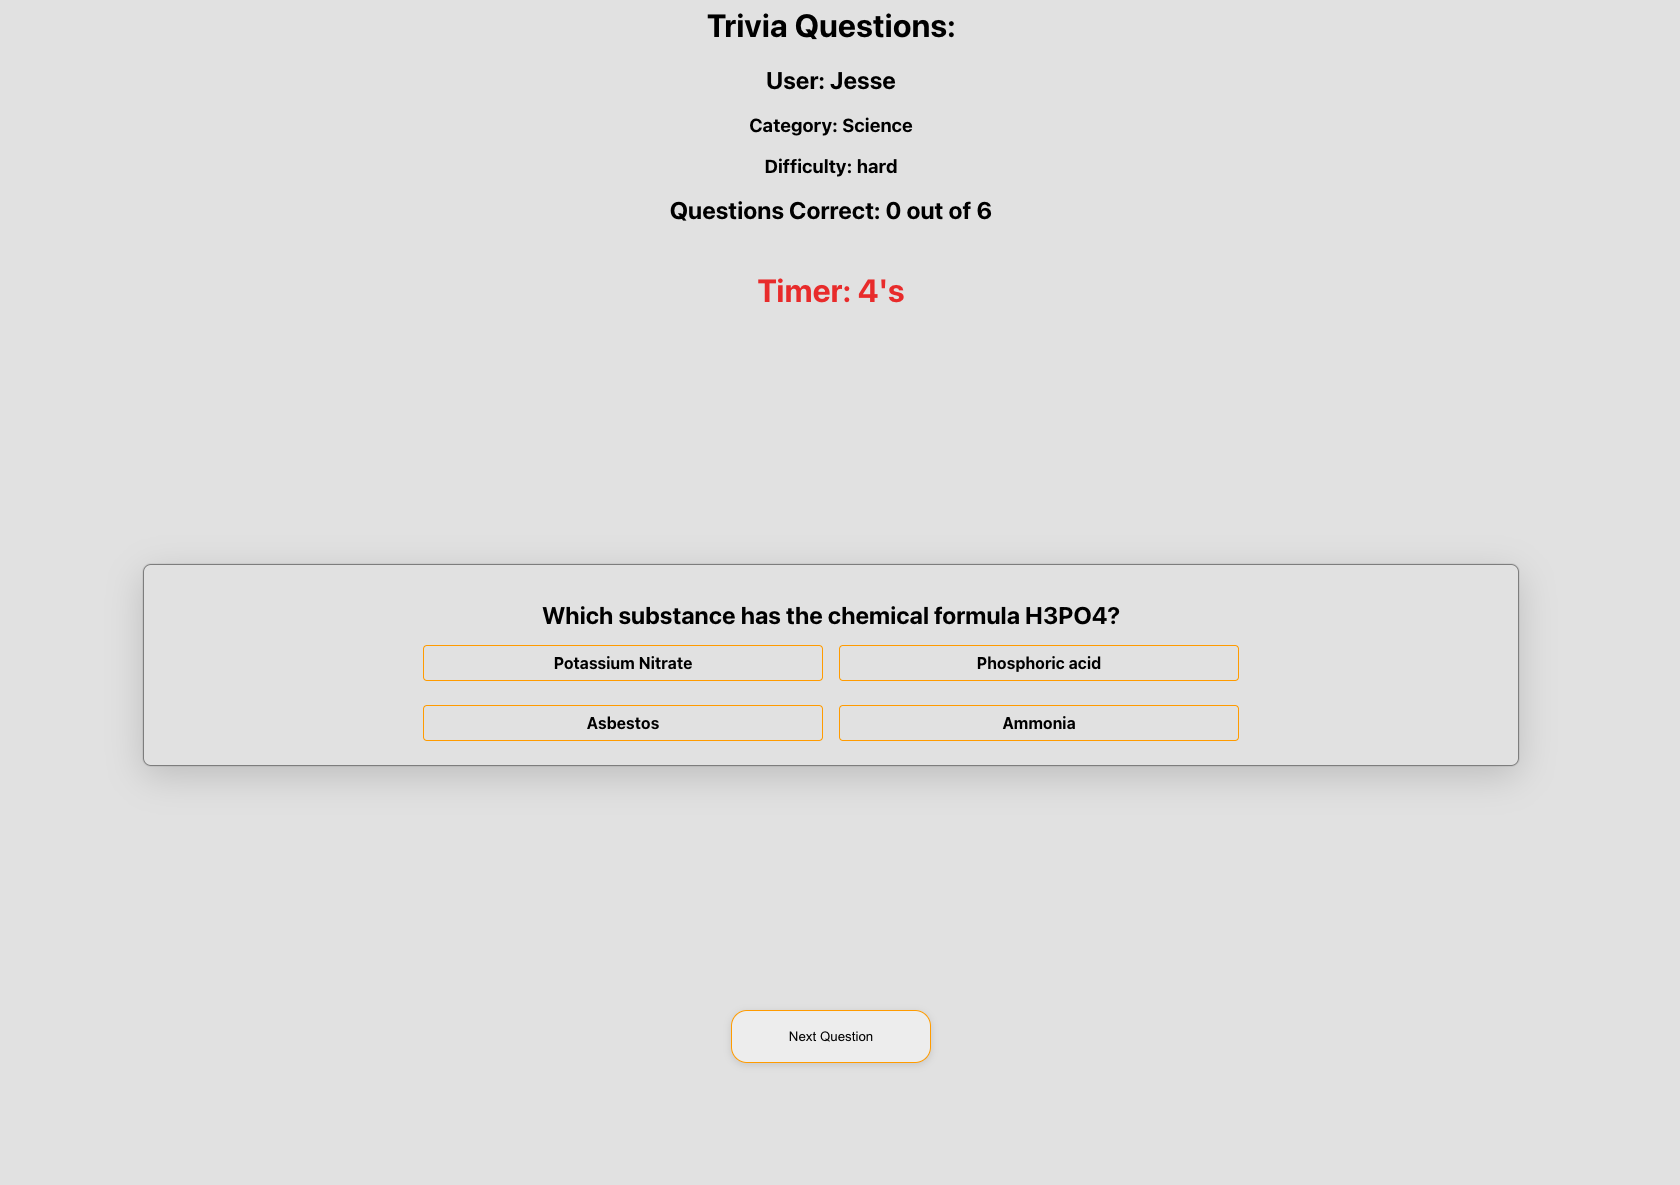 Trivia Questions:
User: Jesse
Category: Science
Difficulty: hard
Questions Correct: 0 out of 6
Timer: 4's
Which substance has the chemical formula H3PO4?
Potassium Nitrate
Phosphoric acid
Asbestos
Ammonia
Next Question